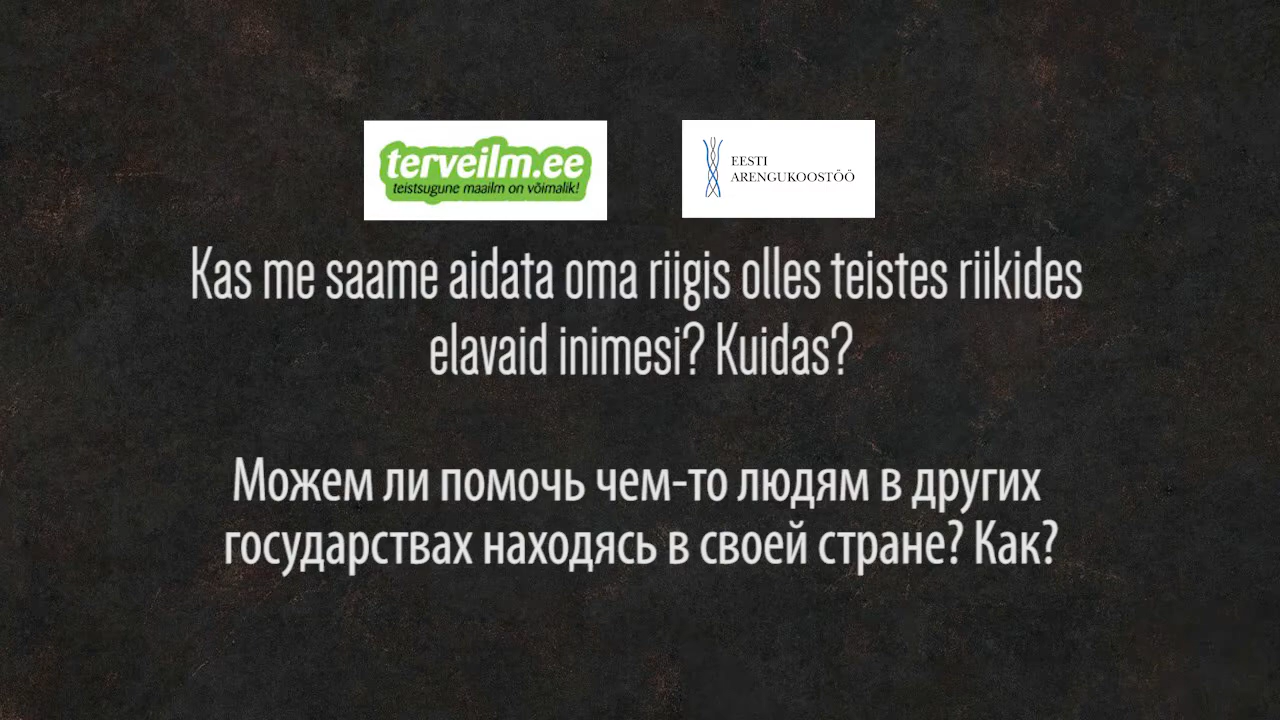 terveilm.ee
teistsugune maailm on võimalik!
EESTI
ARENGUKOOSTÖÖ
Kas me saame aidata oma riigis olles teistes riikides
elavaid inimesi? Kuidas?
Можем ли помочь чем-то людям в других
государствах находясь в своей стране? Как?